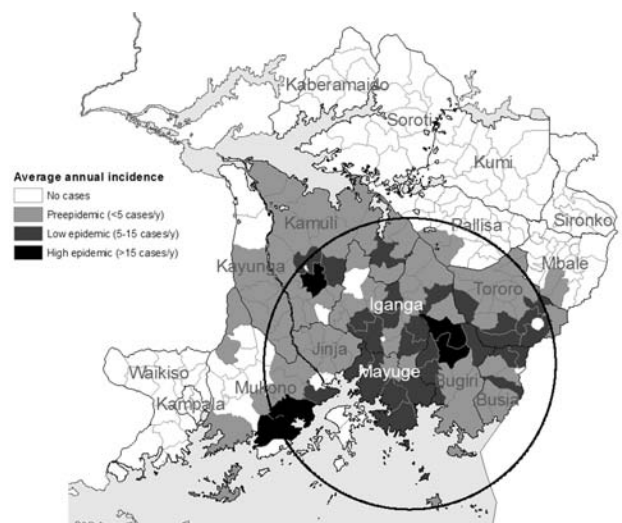 Kaberamaido
Soroti
Kumi
Average annual incidence
No cases
Preepidemic (<5 cases/y)
Low epidemic (5-15 cases/y)
High epidemic (>15 cases/y)
Kamuli
Pallisa
Sironko
Kayunga
Mbale
Iganga
Tororo
Jinja
Waikiso
Mukono
Mayuge
Bugiri
Kampala
Busia